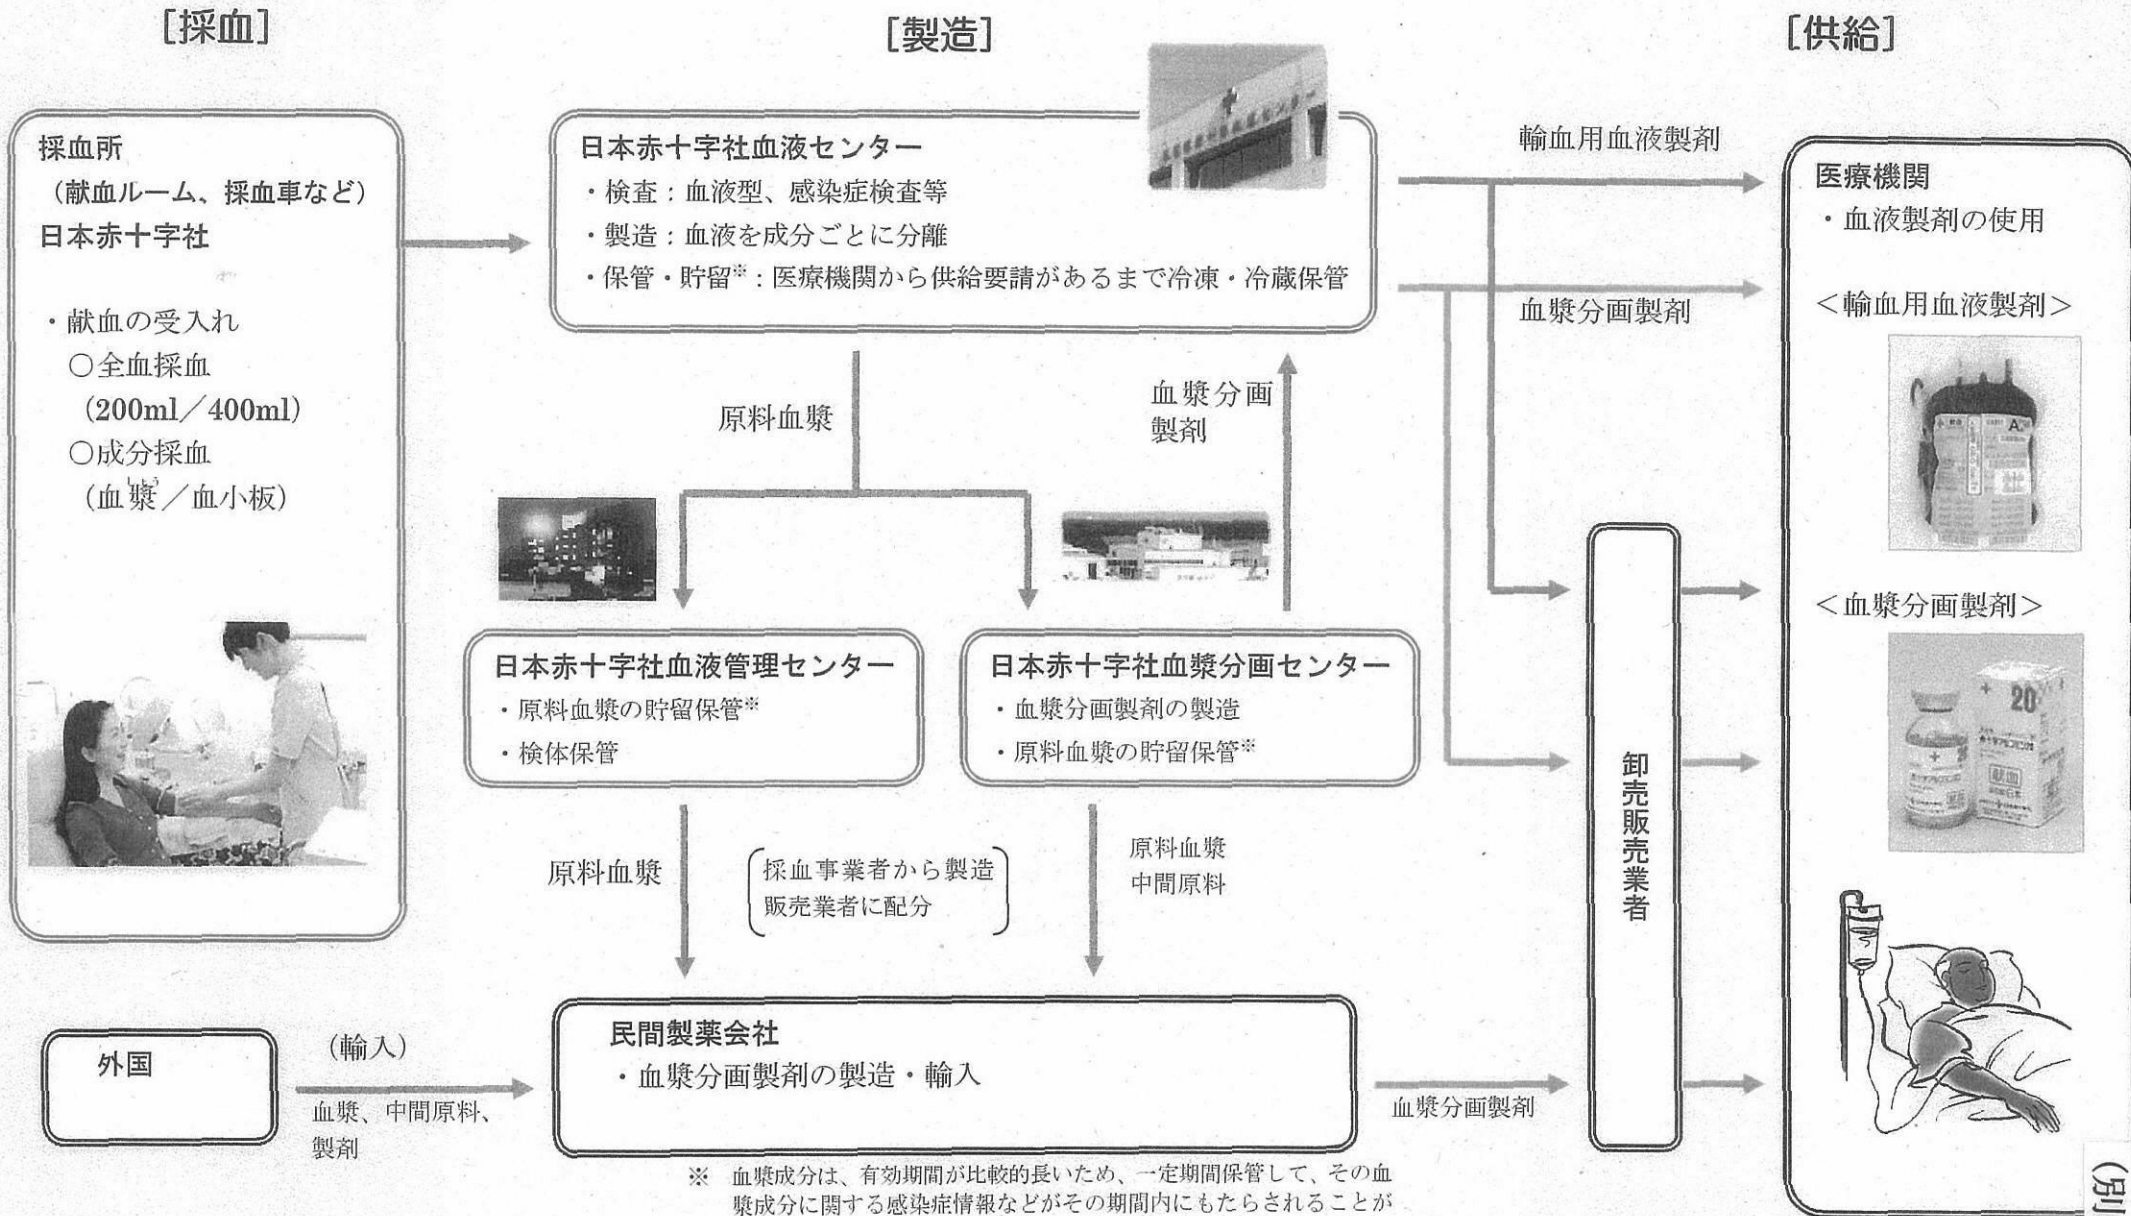 [採血]
[製造]
[供給]
採血所
（献血ルーム、採血車など）
日本赤十字社
・献血の受入れ
○全血採血
（200ml／400ml）
○成分採血
（血漿／血小板）
日本赤十字社血液センター
・検査：血液型、感染症検査等
・製造：血液を成分ごとに分離
・保管・貯留※：医療機関から供給要請があるまで冷凍・冷蔵保管
原料血漿
血漿分画
製剤
日本赤十字社血液管理センター
・原料血漿の貯留保管※
・検体保管
日本赤十字社血漿分画センター
・血漿分画製剤の製造
・原料血漿の貯留保管※
原料血漿
採血事業者から製造
販売業者に配分
原料血漿
中間原料
外国
（輸入）
血漿、中間原料、
製剤
民間製薬会社
・血漿分画製剤の製造・輸入
血漿分画製剤
輸血用血液製剤
血漿分画製剤
卸売販売業者
医療機関
・血液製剤の使用
＜輸血用血液製剤＞
A
＜血漿分画製剤＞
20
献血
日本
※　血漿成分は、有効期間が比較的長いため、一定期間保管して、その血
漿成分に関する感染症情報などがその期間内にもたらされることが
（別